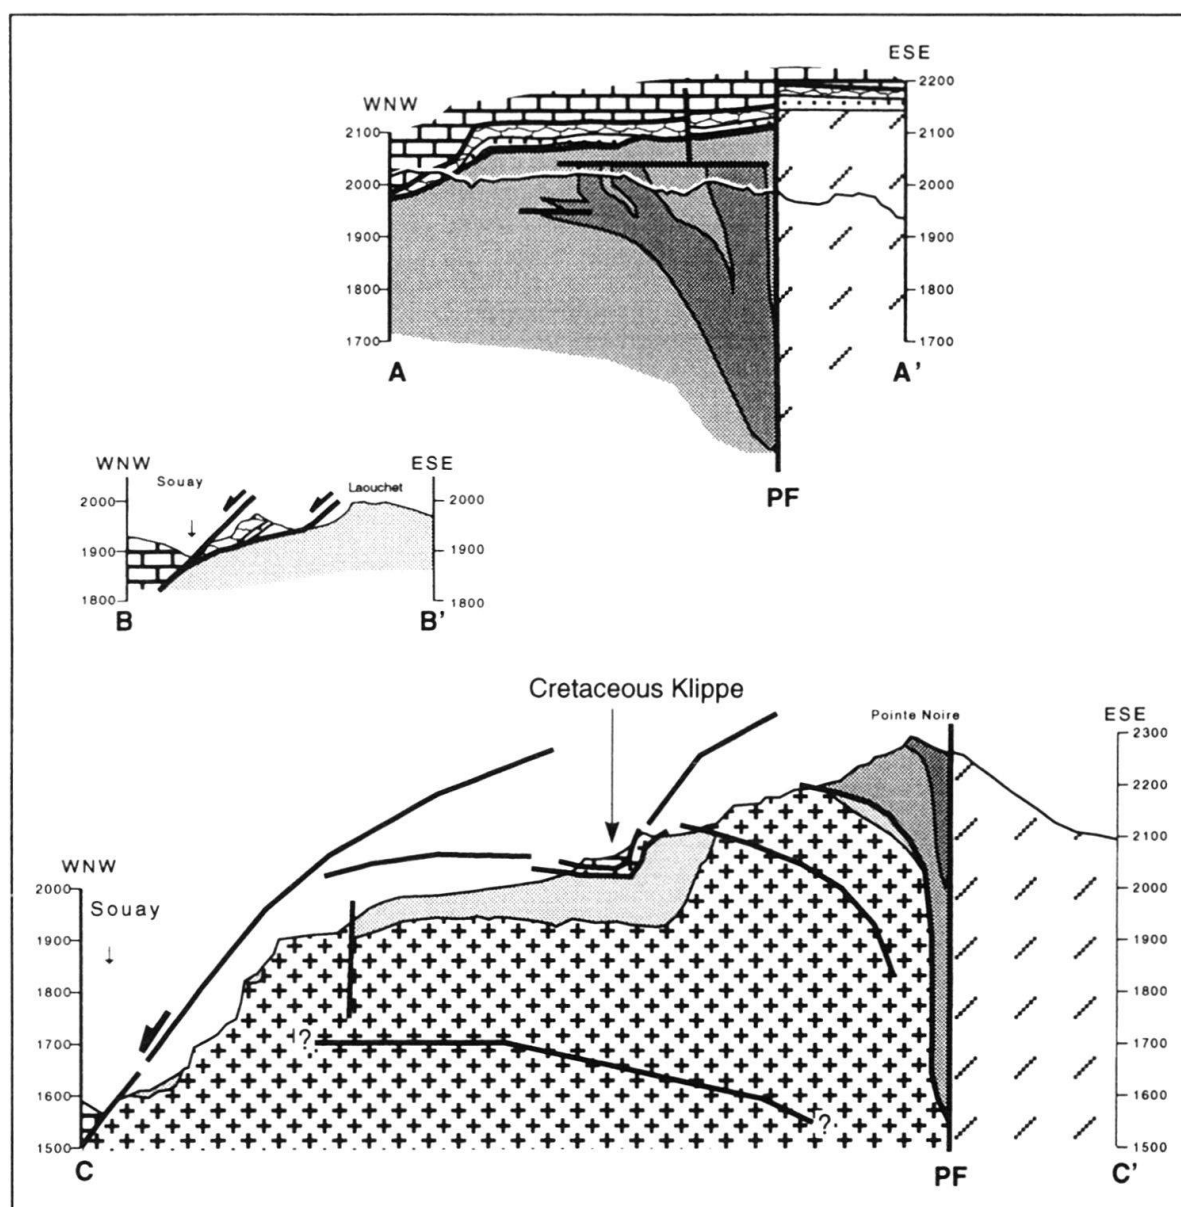 ESE
WNW
2200
2100 2100
2000 2000
1900 1900
1800 1800
1700 1700
A A'
PF
WNW ESE
Souay Laouchet
2000 2000
1900 1900
1800 1800
B B'
Cretaceous Klippe
Pointe Noire ESE
2300
2200
2100
WNW
2000 2000
Souay
1900 1900
1800 1800
1700 ? 1700
1600 1600
?
1500 1500
C PF C'